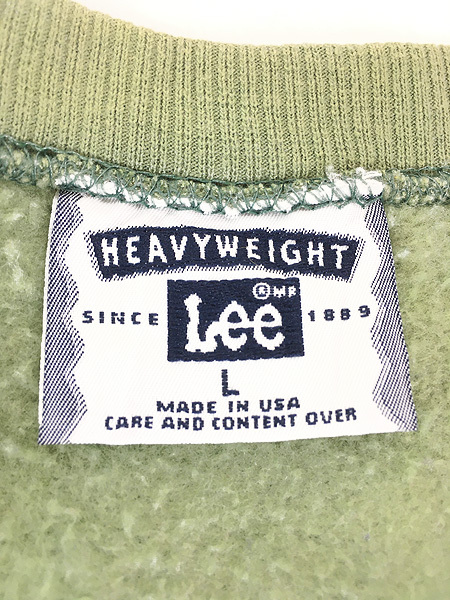 HEAVYWEIGHT
® MR
SINCE Lee 1889
L
MADE IN USA
CARE AND CONTENT OVER